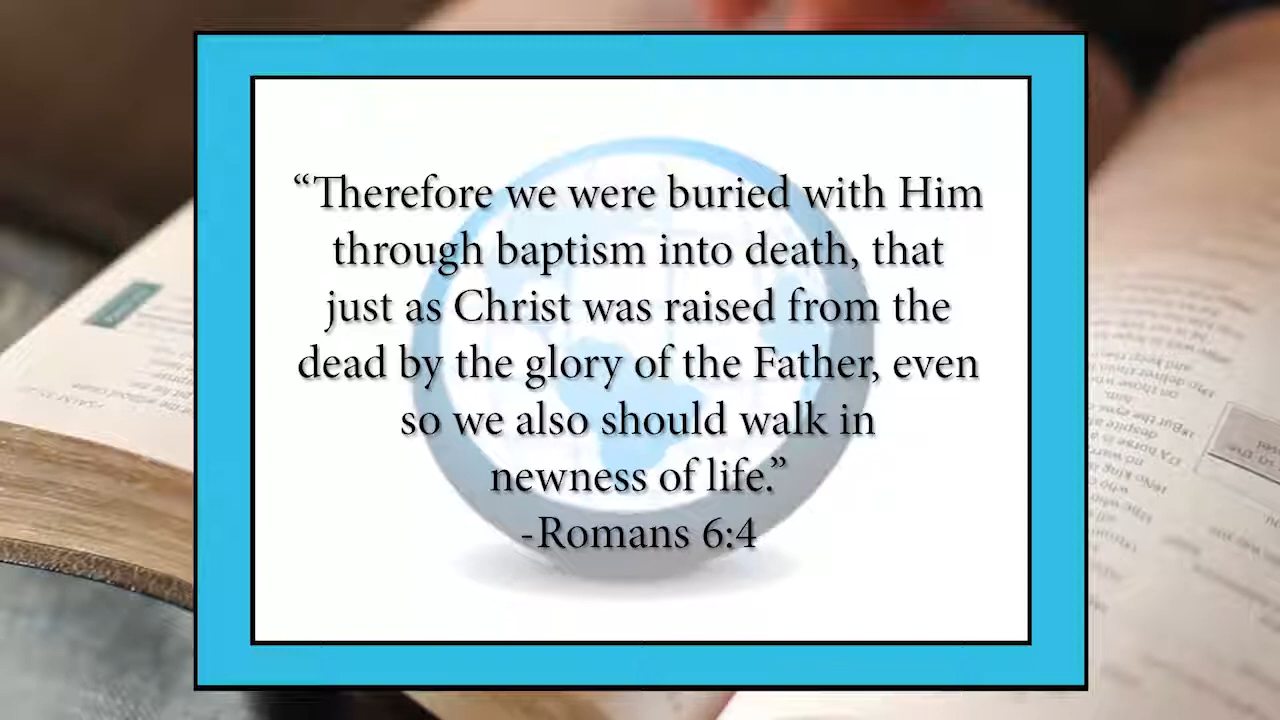 “Therefore we were buried with Him
through baptism into death, that
just as Christ was raised from the
dead by the glory of the Father, even
so we also should walk in
newness of life.”
-Romans 6:4